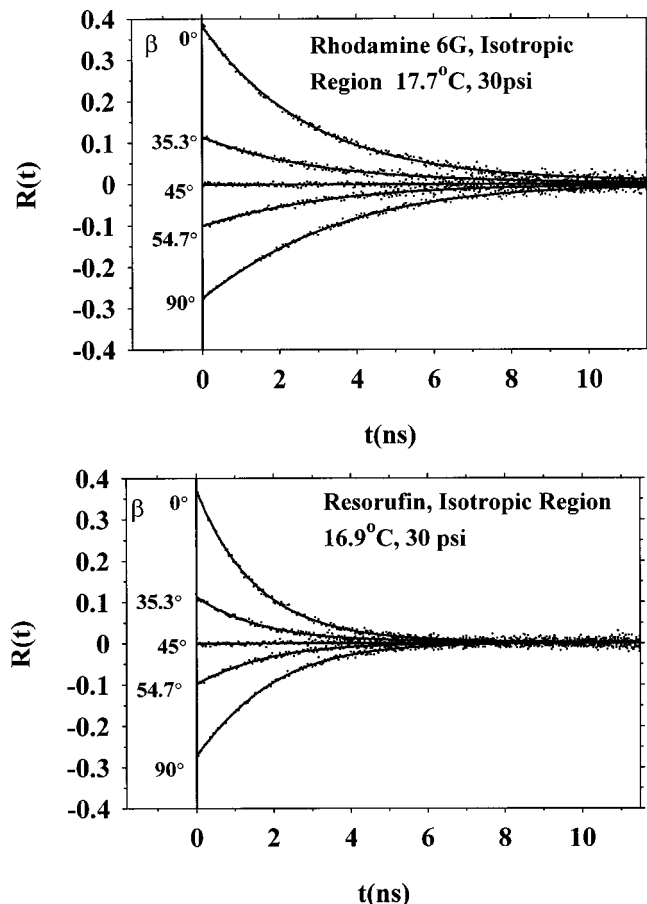 0.4
β 0°
Rhodamine 6G, Isotropic
Region 17.7°C, 30psi
0.3
0.2
35.3°
0.1
R(t)
0
45°
-0.1
54.7°
-0.2
-0.3
90°
-0.4
0 2 4 6 8 10
t(ns)
0.4
β 0°
Resorufin, Isotropic Region
16.9°C, 30 psi
0.3
0.2
35.3°
0.1
R(t)
0
45°
-0.1
54.7°
-0.2
-0.3
90°
-0.4
0 2 4 6 8 10
t(ns)